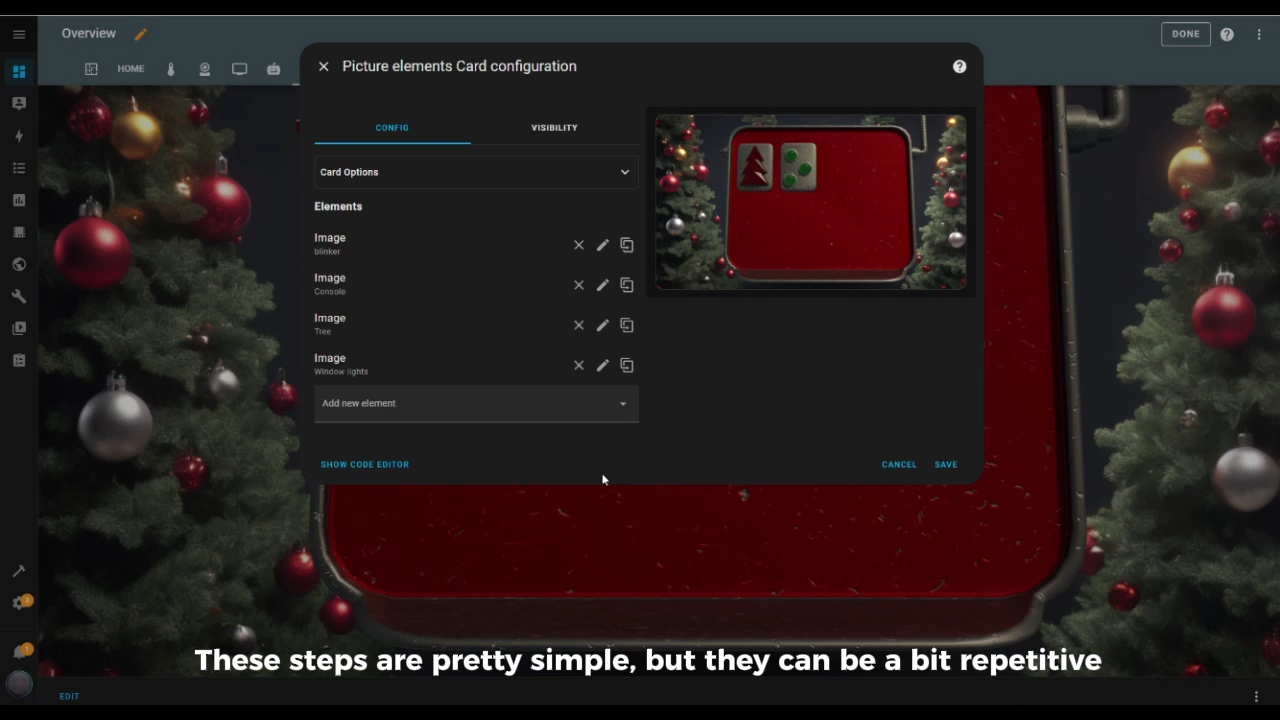 Overview
DONE
HOME
Picture elements Card configuration
CONFIG
VISIBILITY
Card Options
Elements
Image
blinker
Image
Console
Image
Tree
Image
Window lights
Add new element
SHOW CODE EDITOR
CANCEL
SAVE
These steps are pretty simple, but they can be a bit repetitive
EDIT